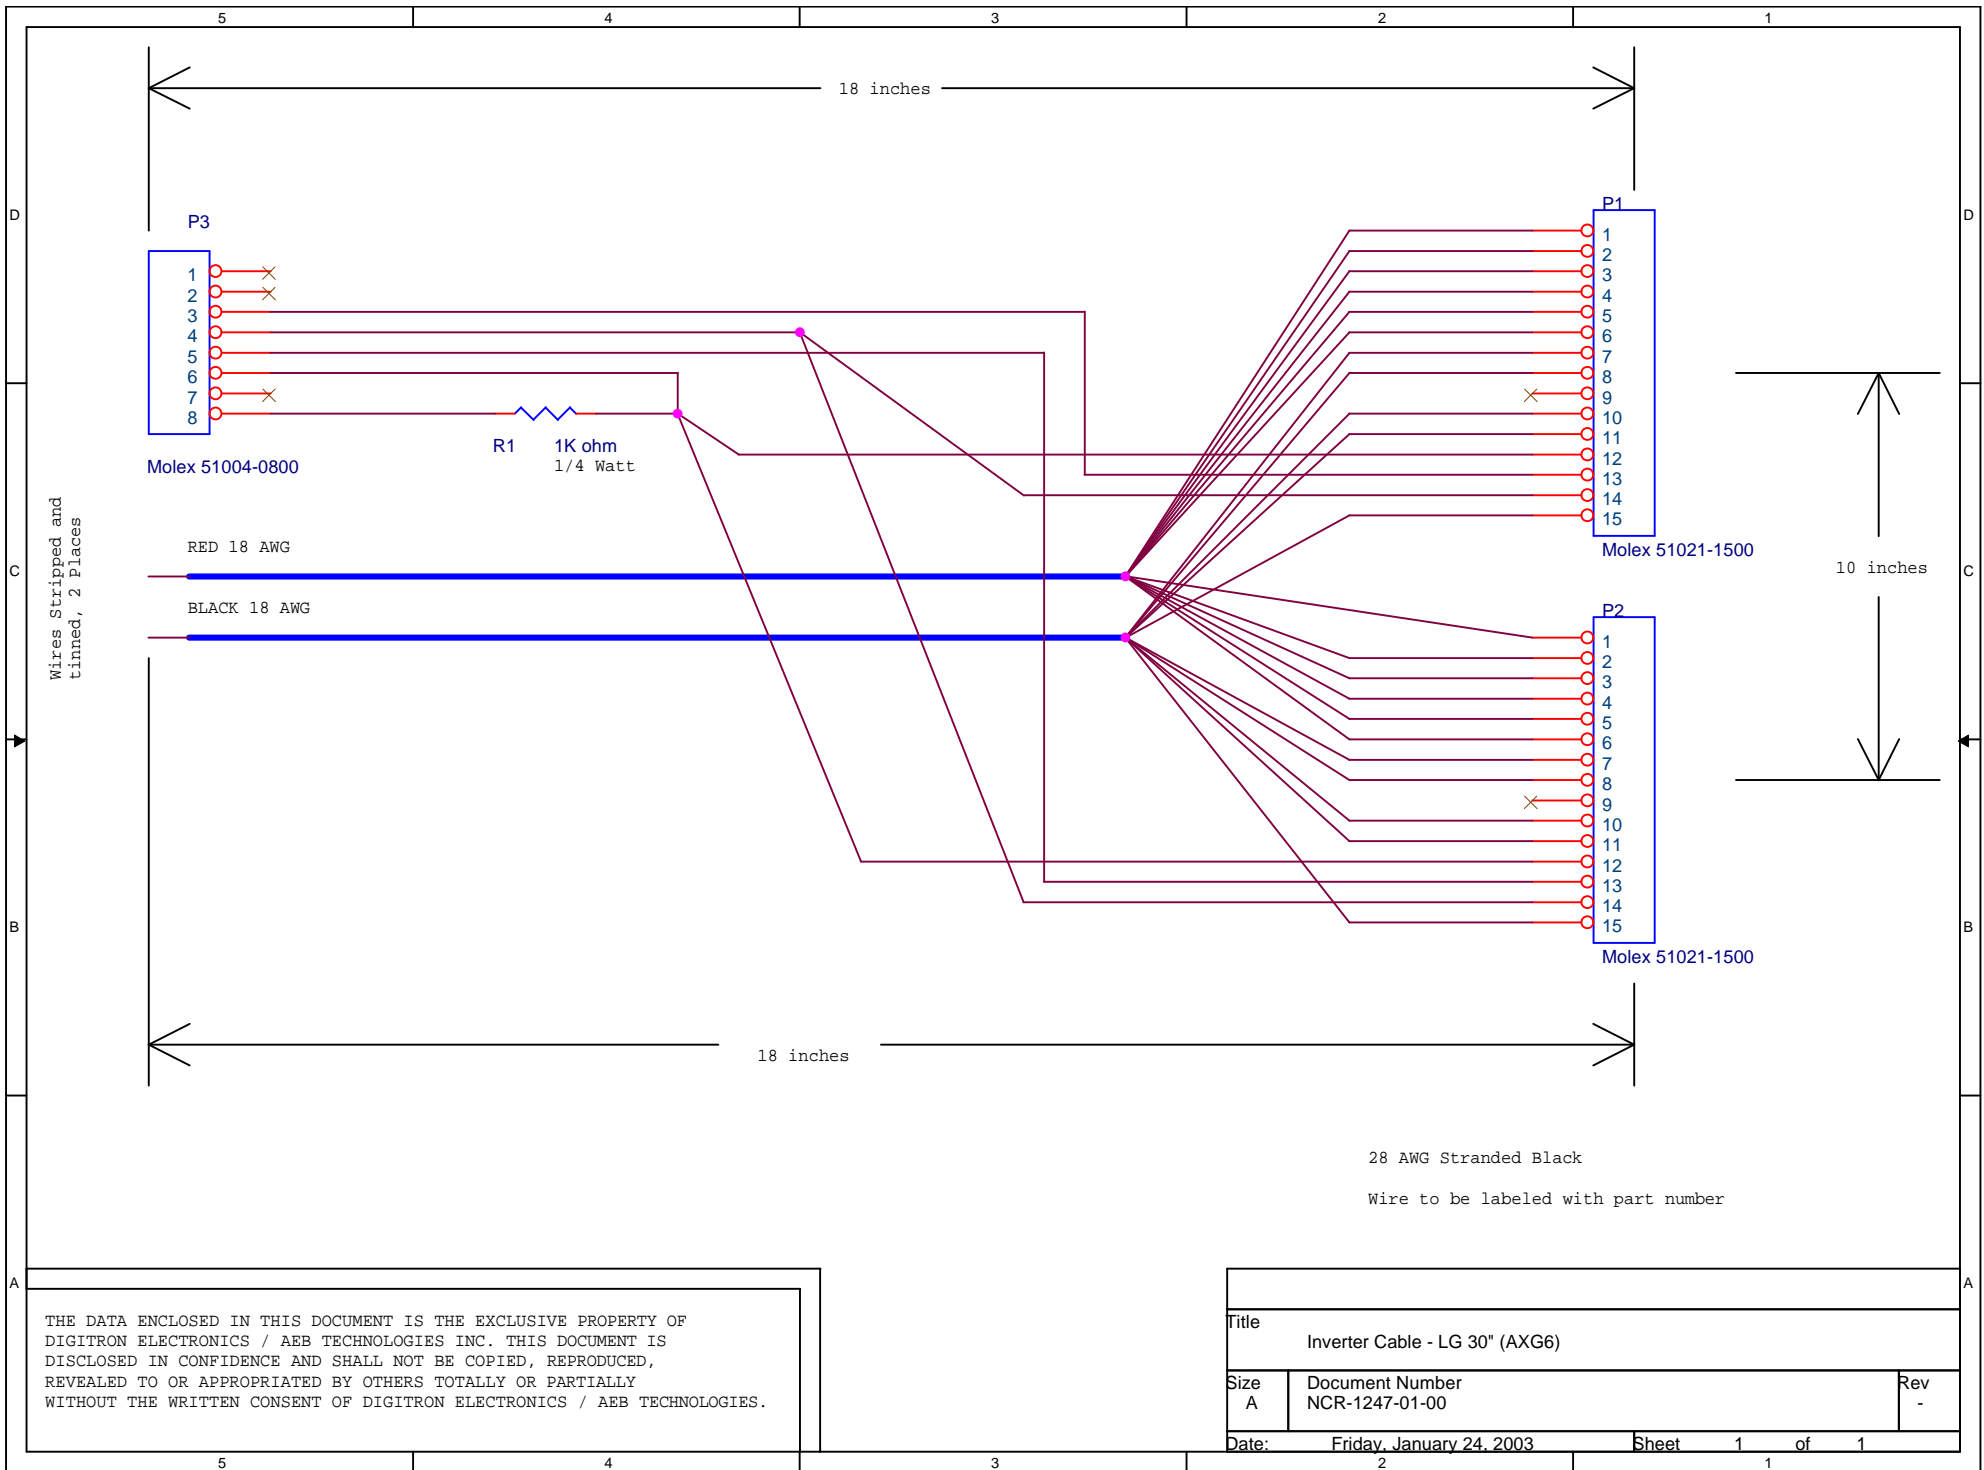 5 4 3 2 1
18 inches
D D
P3
1
2
3
4
5
6
7
8
Molex 51004-0800
R1 1K ohm
1/4 Watt
P1
1
2
3
4
5
6
7
8
9
10
11
12
13
14
15
Molex 51021-1500
Wires Stripped and
tinned, 2 Places
RED 18 AWG
BLACK 18 AWG
C C
10 inches
P2
1
2
3
4
5
6
7
8
9
10
11
12
13
14
15
Molex 51021-1500
B B
18 inches
28 AWG Stranded Black
Wire to be labeled with part number
A A
THE DATA ENCLOSED IN THIS DOCUMENT IS THE EXCLUSIVE PROPERTY OF
DIGITRON ELECTRONICS / AEB TECHNOLOGIES INC. THIS DOCUMENT IS
DISCLOSED IN CONFIDENCE AND SHALL NOT BE COPIED, REPRODUCED,
REVEALED TO OR APPROPRIATED BY OTHERS TOTALLY OR PARTIALLY
WITHOUT THE WRITTEN CONSENT OF DIGITRON ELECTRONICS / AEB TECHNOLOGIES.
Title
Inverter Cable - LG 30" (AXG6)
Size Document Number Rev
A NCR-1247-01-00 -
Date: Friday, January 24, 2003 Sheet 1 of 1
5 4 3 2 1